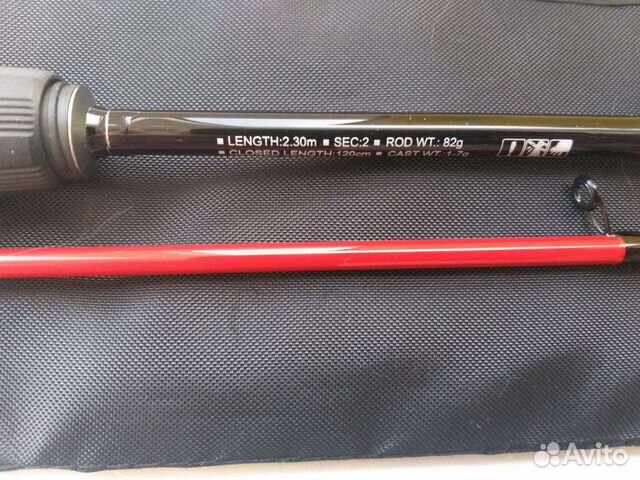 ▪ LENGTH:2.30m ▪ SEC:2 ▪ ROD WT.: 82g
▪ CLOSED LENGTH:120cm ▪ CAST WT.:1-7g
Avito